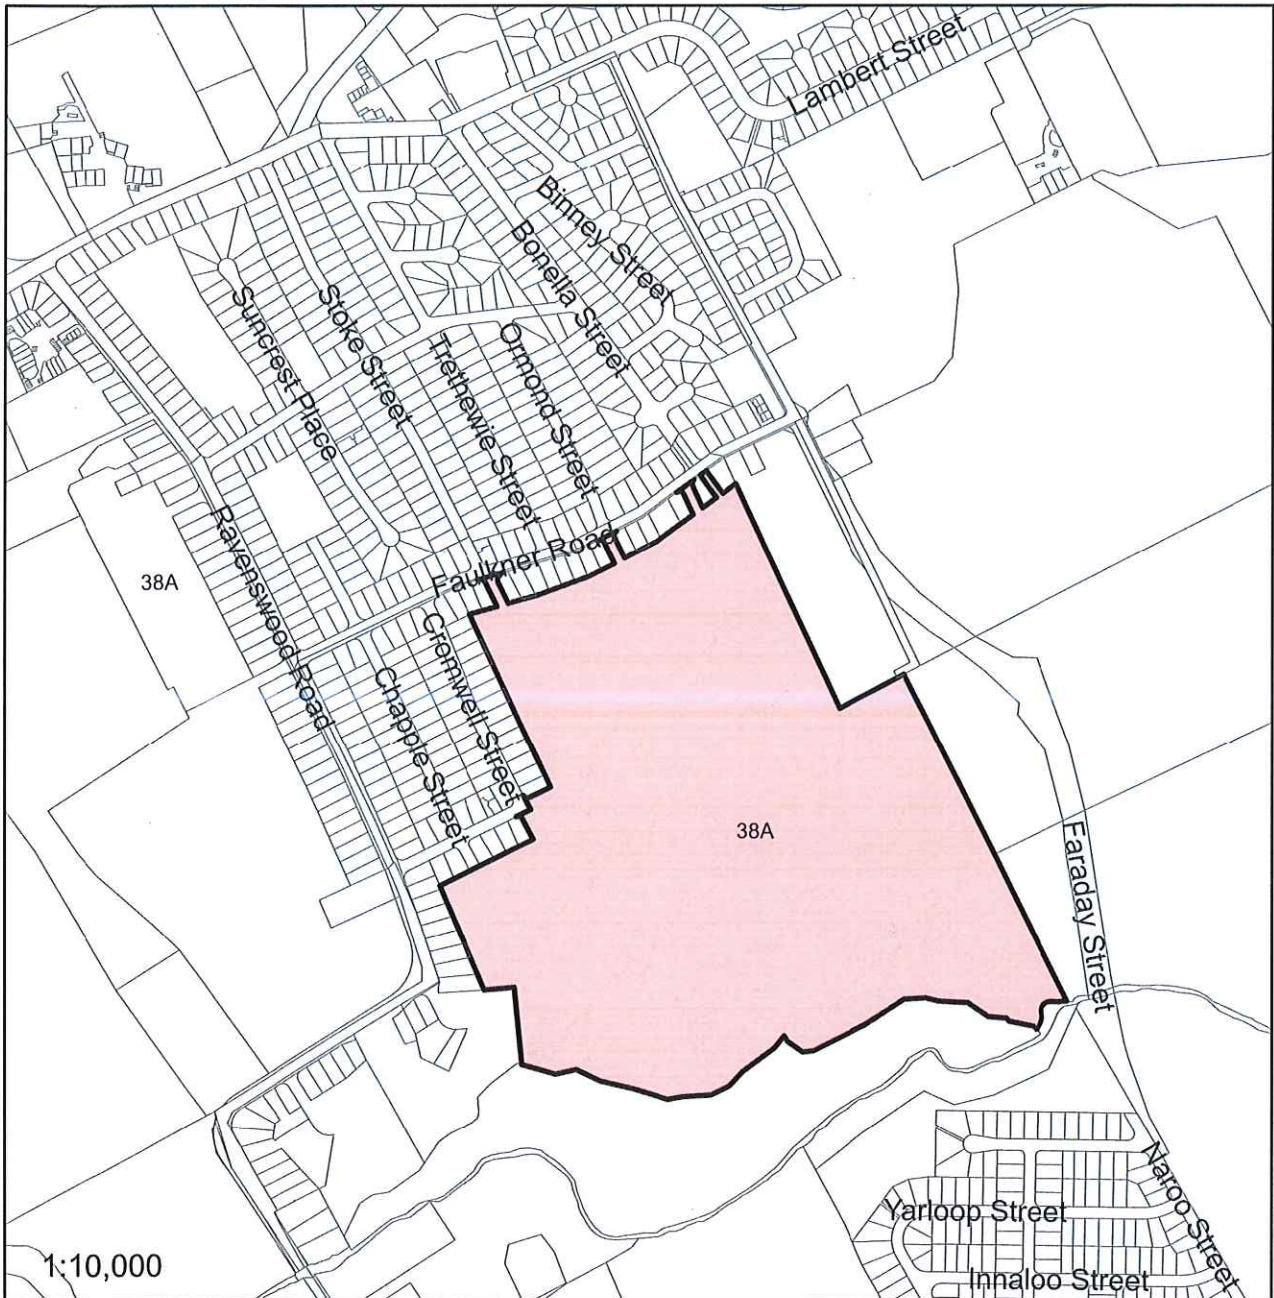 Lambert Street
Binney Street
Bonella Street
Suncrest Place
Stoke Street
Trethewie Street
Ormond Street
Ravenswood Road
38A
Faulkner Road
Cromwell Street
Chapple Street
38A
Faraday Street
Naroo Street
Yarloop Street
Innaloo Street
1:10,000